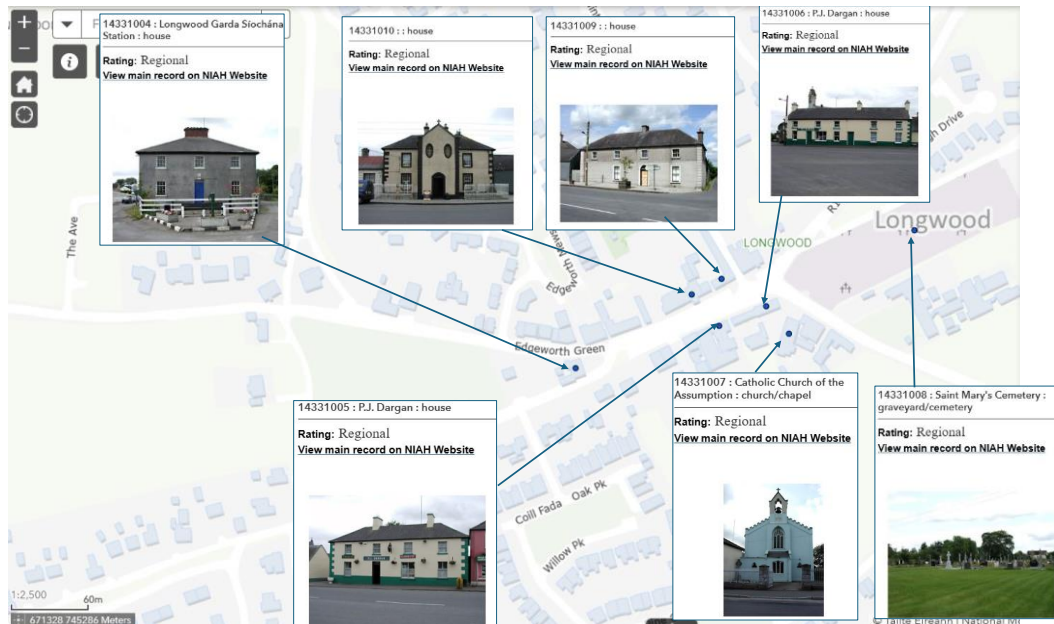 14331004 : Longwood Garda Síochána
Station : house
Rating: Regional
View main record on NIAH Website
14331010 : : house
Rating: Regional
View main record on NIAH Website
14331009 : : house
Rating: Regional
View main record on NIAH Website
14331006 : P.J. Dargan : house
Rating: Regional
View main record on NIAH Website
The Ave
Edgeworth Mews
LONGWOOD
Longwood
Edgeworth Green
14331005 : P.J. Dargan : house
Rating: Regional
View main record on NIAH Website
14331007 : Catholic Church of the
Assumption : church/chapel
Rating: Regional
View main record on NIAH Website
14331008 : Saint Mary's Cemetery :
graveyard/cemetery
Rating: Regional
View main record on NIAH Website
Coill Fada
Oak Pk
Willow Pk
1:2,500
60m
671328 745286 Meters
© Tailte Éireann | National M